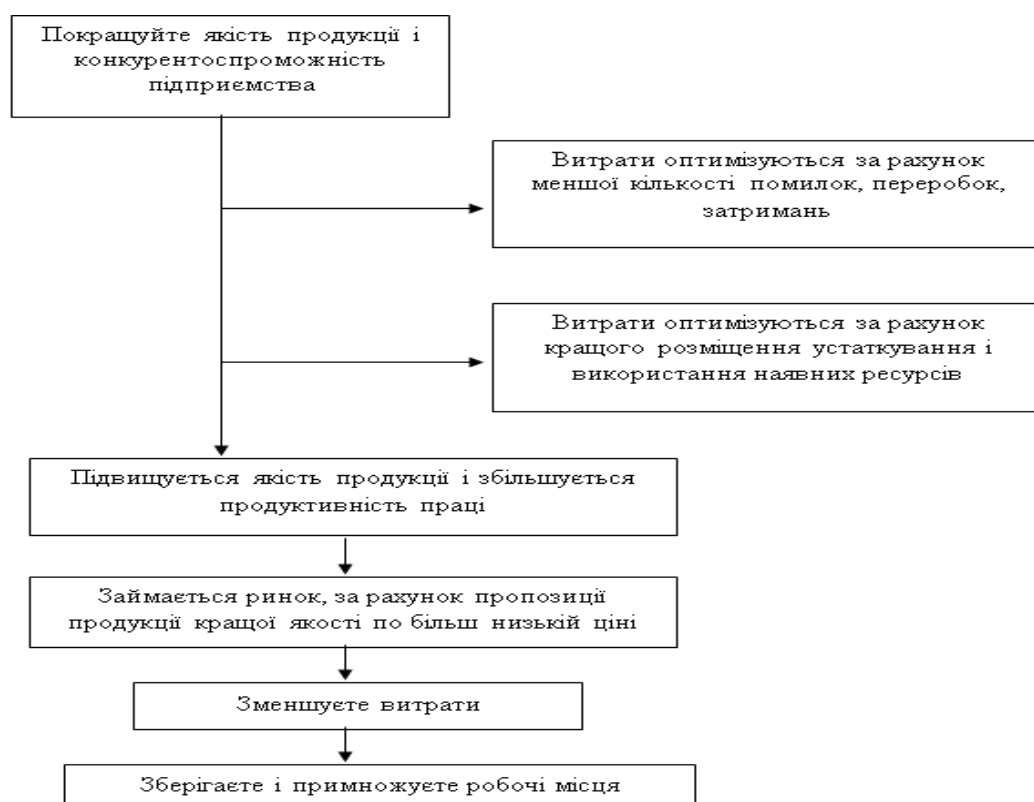 Покращуйте якість продукції і
конкурентоспроможність
підприємства
Витрати оптимізуються за рахунок
меншої кількості помилок, переробок,
затримань
Витрати оптимізуються за рахунок
кращого розміщення устаткування і
використання наявних ресурсів
Підвищується якість продукції і збільшується
продуктивність праці
Займається ринок, за рахунок пропозиції
продукції кращої якості по більш низькій ціні
Зменшуєте витрати
Зберігаєте і примножуєте робочі місця